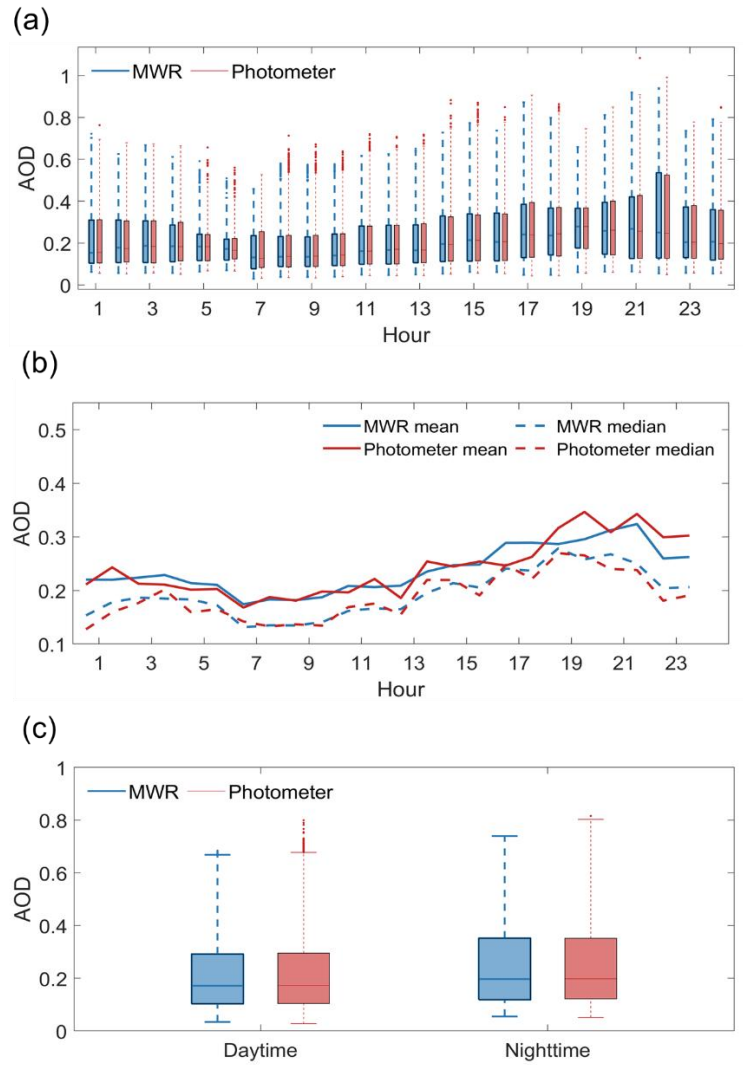 (a)
1
0.8
0.6
0.4
0.2
0
AOD
MWR Photometer
1 3 5 7 9 11 13 15 17 19 21 23
Hour
(b)
0.5
0.4
0.3
0.2
0.1
AOD
MWR mean MWR median
Photometer mean Photometer median
1 3 5 7 9 11 13 15 17 19 21 23
Hour
(c)
1
0.8
0.6
0.4
0.2
0
AOD
MWR Photometer
Daytime Nighttime